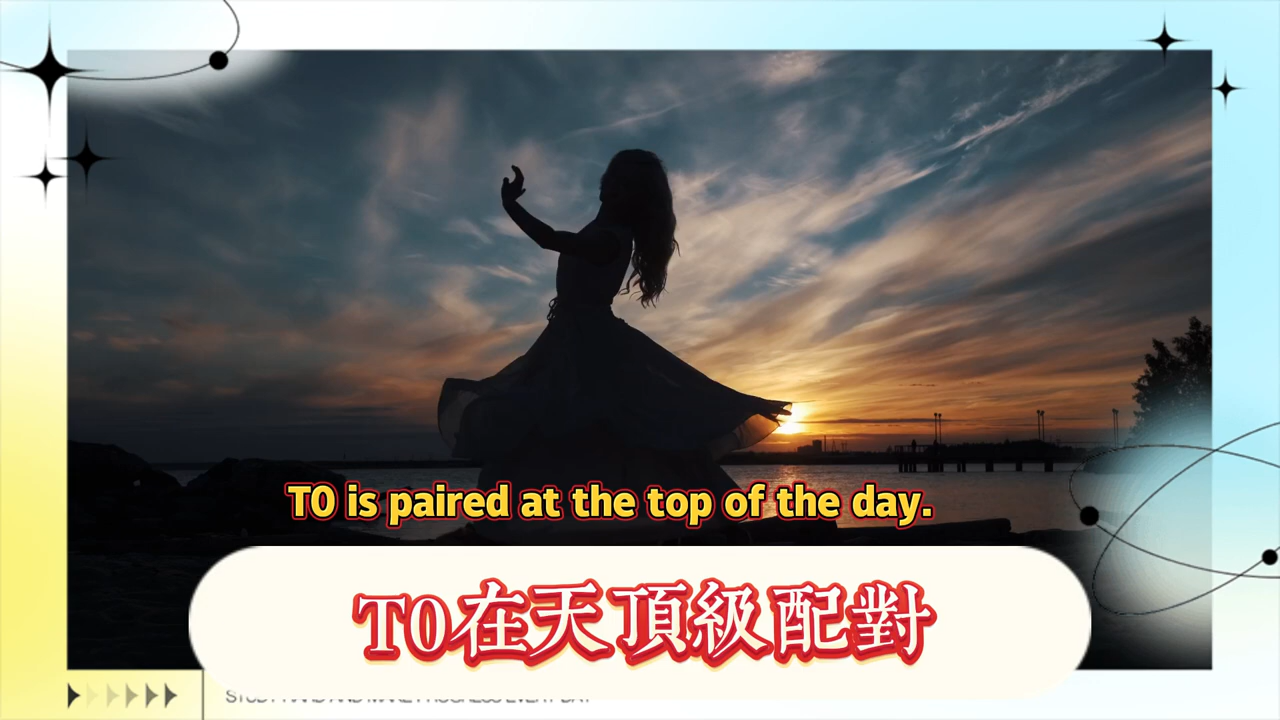 T0 is paired at the top of the day.
T0在天頂級配對